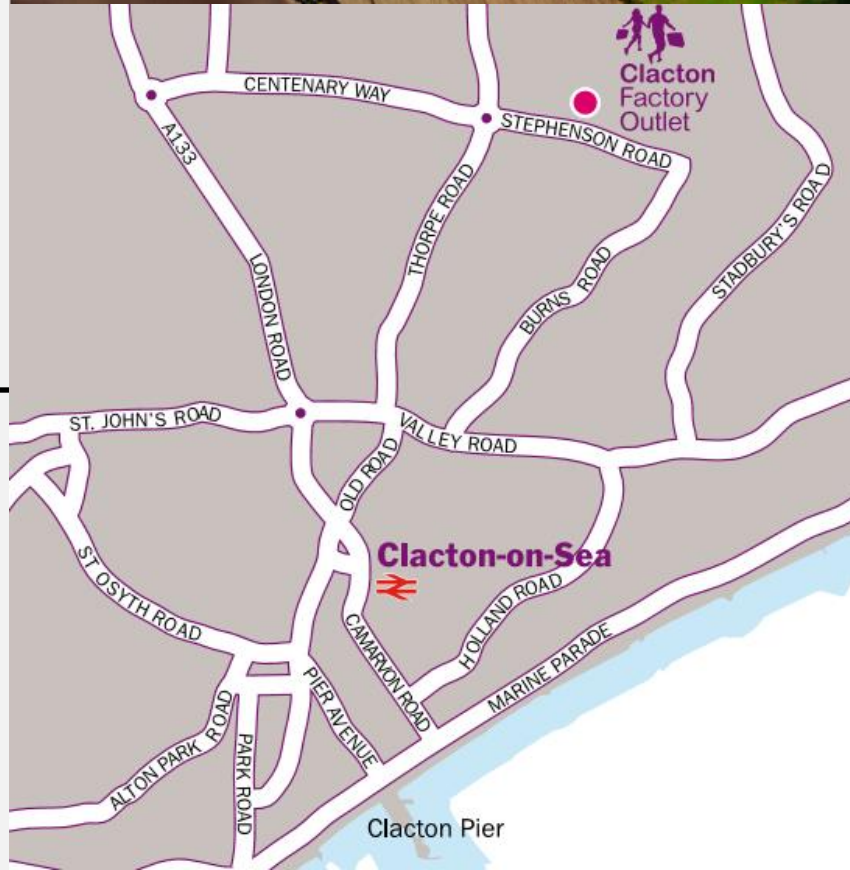 Clacton
Factory
Outlet
CENTENARY WAY
STEPHENSON ROAD
A133
THORPE ROAD
STADBURY'S ROAD
LONDON ROAD
BURNS ROAD
ST. JOHN'S ROAD
VALLEY ROAD
OLD ROAD
Clacton-on-Sea
ST OSYTH ROAD
HOLLAND ROAD
CAMARVON ROAD
MARINE PARADE
PIER AVENUE
ALTON PARK ROAD
PARK ROAD
Clacton Pier